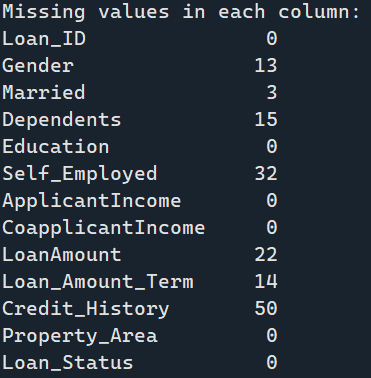 Missing values in each column:
Loan_ID 0
Gender 13
Married 3
Dependents 15
Education 0
Self_Employed 32
ApplicantIncome 0
CoapplicantIncome 0
LoanAmount 22
Loan_Amount_Term 14
Credit_History 50
Property_Area 0
Loan_Status 0